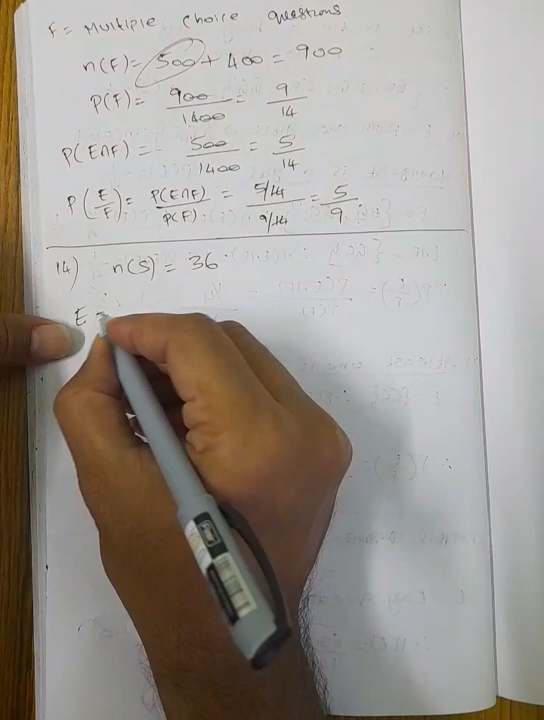 F = Multiple Choice questions
n(F) = 500 + 400 = 900
P(F) = 900/1400 = 9/14
P(E∩F) = 500/1400 = 5/14
P(E/F) = P(E∩F)/P(F) = 5/14 / 9/14 = 5/9.
14) n(S) = 36
E =